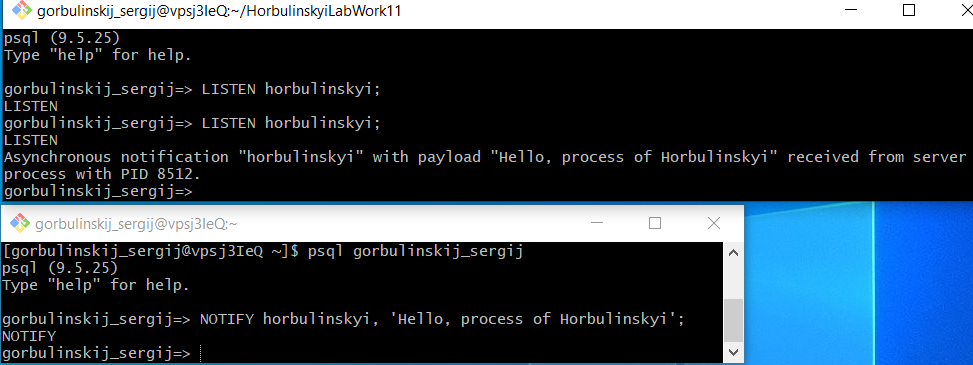 gorbulinskij_sergij@vpsj3IeQ:~/HorbulinskyiLabWork11
psql (9.5.25)
Type "help" for help.
gorbulinskij_sergij=> LISTEN horbulinskyi;
LISTEN
gorbulinskij_sergij=> LISTEN horbulinskyi;
LISTEN
Asynchronous notification "horbulinskyi" with payload "Hello, process of Horbulinskyi" received from server
process with PID 8512.
gorbulinskij_sergij=>
gorbulinskij_sergij@vpsj3IeQ:~
[gorbulinskij_sergij@vpsj3IeQ ~]$ psql gorbulinskij_sergij
psql (9.5.25)
Type "help" for help.
gorbulinskij_sergij=> NOTIFY horbulinskyi, 'Hello, process of Horbulinskyi';
NOTIFY
gorbulinskij_sergij=>